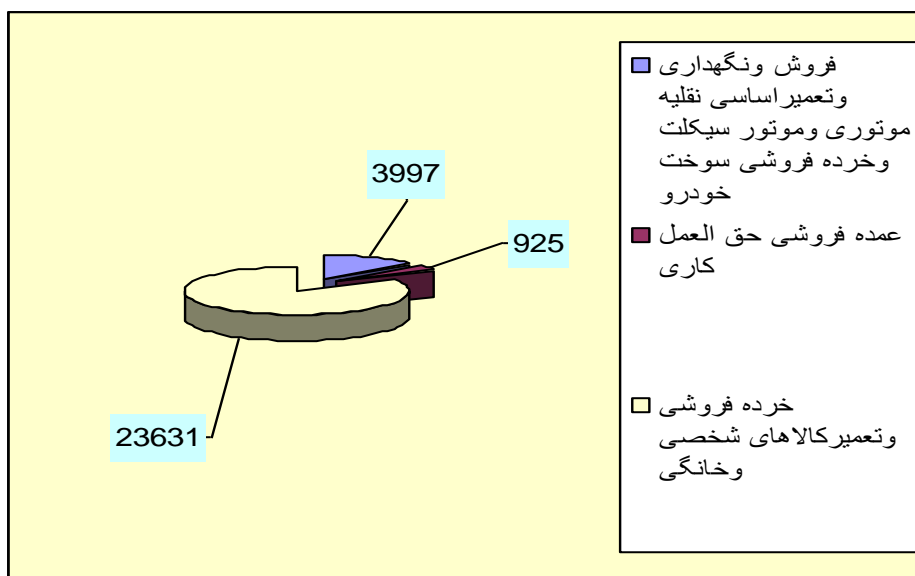 3997
925
23631
فروش ونگهداری
وتعمیراساسی نقلیه
موتوری وموتور سیکلت
وخرده فروشی سوخت
خودرو
عمده فروشی حق العمل
کاری
خرده فروشی
وتعمیرکالاهای شخصی
وخانگی